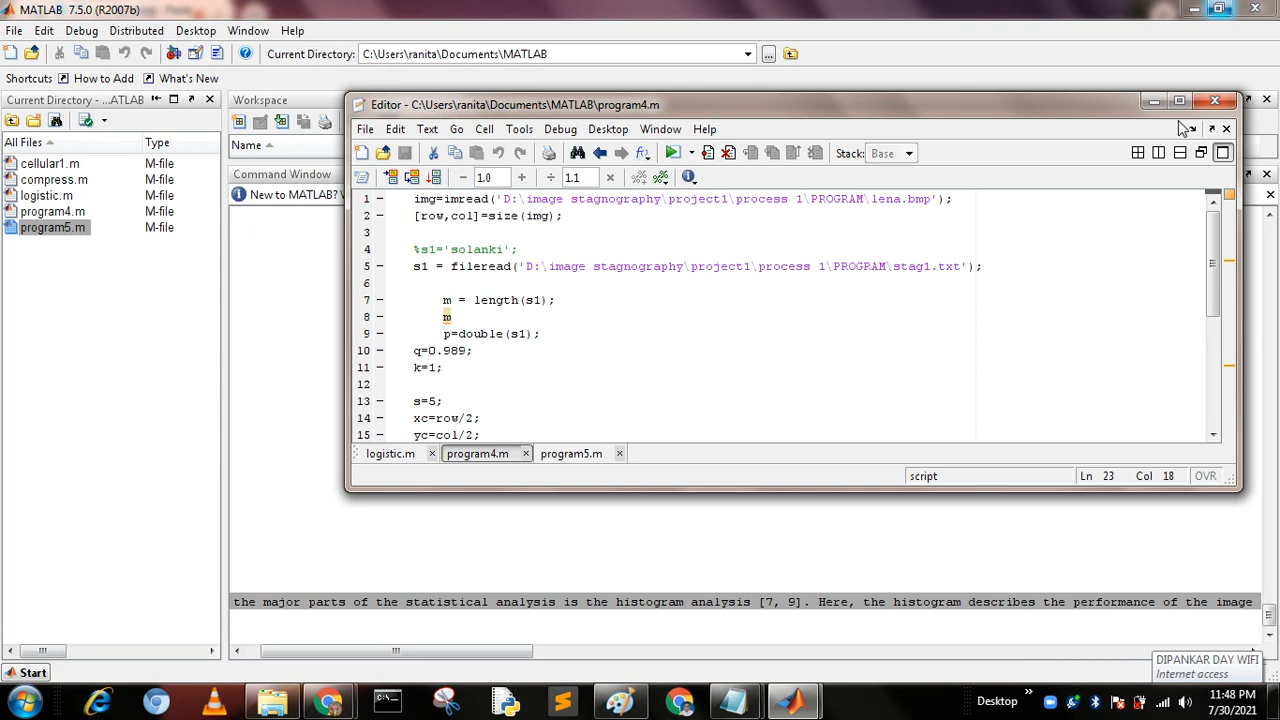 MATLAB 7.5.0 (R2007b)
File Edit Debug Distributed Desktop Window Help
Current Directory: C:\Users\ranita\Documents\MATLAB
Shortcuts How to Add What's New
Current Directory - ...ATLAB
Workspace
All Files Type
Name
cellular1.m M-file
compress.m M-file
logistic.m M-file
program4.m M-file
program5.m M-file
Command Window
New to MATLAB?
Editor - C:\Users\ranita\Documents\MATLAB\program4.m
File Edit Text Go Cell Tools Debug Desktop Window Help
Stack: Base
1.0 1.1
1 img=imread('D:\image stagnography\project1\process 1\PROGRAM\lena.bmp');
2 [row,col]=size(img);
3
4 %s1='solanki';
5 s1 = fileread('D:\image stagnography\project1\process 1\PROGRAM\stag1.txt');
6
7 m = length(s1);
8 m
9 p=double(s1);
10 q=0.989;
11 k=1;
12
13 s=5;
14 xc=row/2;
15 yc=col/2;
logistic.m program4.m program5.m
script Ln 23 Col 18 OVR
the major parts of the statistical analysis is the histogram analysis [7, 9]. Here, the histogram describes the performance of the image
Start
DIPANKAR DAY WIFI
Internet access
Desktop
11:48 PM
7/30/2021